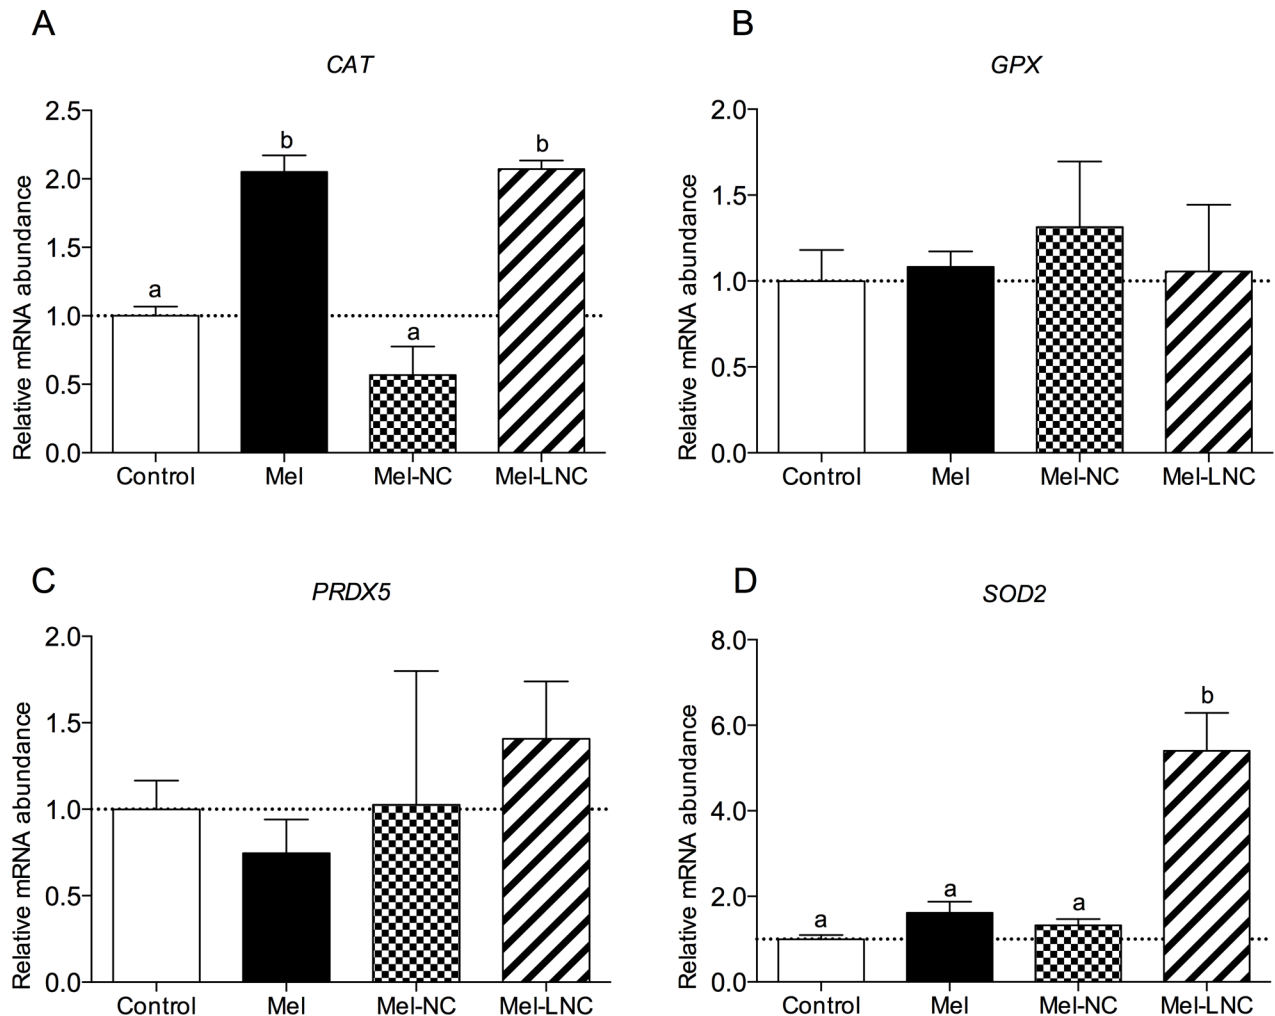 A
CAT
Relative mRNA abundance
2.5
2.0
1.5
1.0
0.5
0.0
a
b
a
b
Control
Mel
Mel-NC
Mel-LNC
B
GPX
Relative mRNA abundance
2.0
1.5
1.0
0.5
0.0
Control
Mel
Mel-NC
Mel-LNC
C
PRDX5
Relative mRNA abundance
2.0
1.5
1.0
0.5
0.0
Control
Mel
Mel-NC
Mel-LNC
D
SOD2
Relative mRNA abundance
8.0
6.0
4.0
2.0
0.0
a
a
a
b
Control
Mel
Mel-NC
Mel-LNC